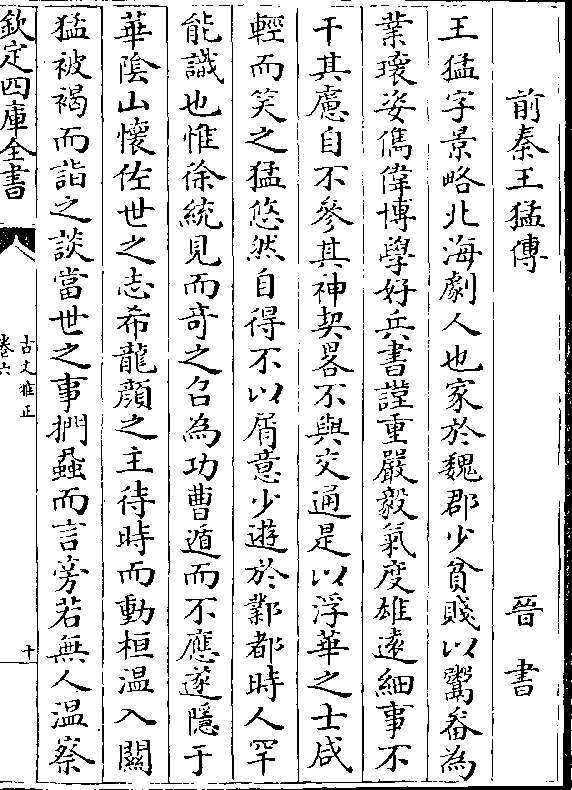 前秦王猛傳 晉書
王猛字景略北海劇人也家於魏郡少貧賤以鬻畚為
業瓌姿儁偉博學好兵書謹重嚴毅氣度雄遠細事不
干其慮自不參其神契畧不與交通是以浮華之士咸
輕而笑之猛悠然自得不以屑意少遊於鄴都時人罕
能識也惟徐統見而奇之召為功曹遁而不應遂隱于
華陰山懷佐世之志希龍顔之主待時而動桓温入關
猛被褐而詣之談當世之事捫蝨而言旁若無人温察
欽定四庫全書
古文雅正
卷六
十